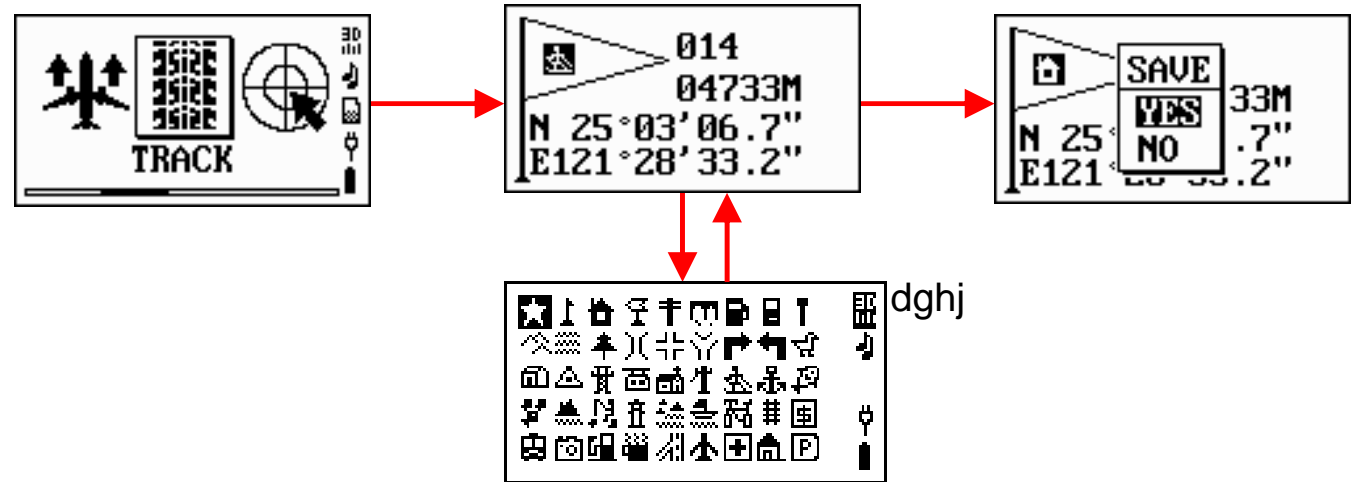 3D
TRACK
014
04733M
N 25°03'06.7"
E121°28'33.2"
SAVE
YES
NO
33M
N 25° .7"
E121° .2"
dghj
$
P